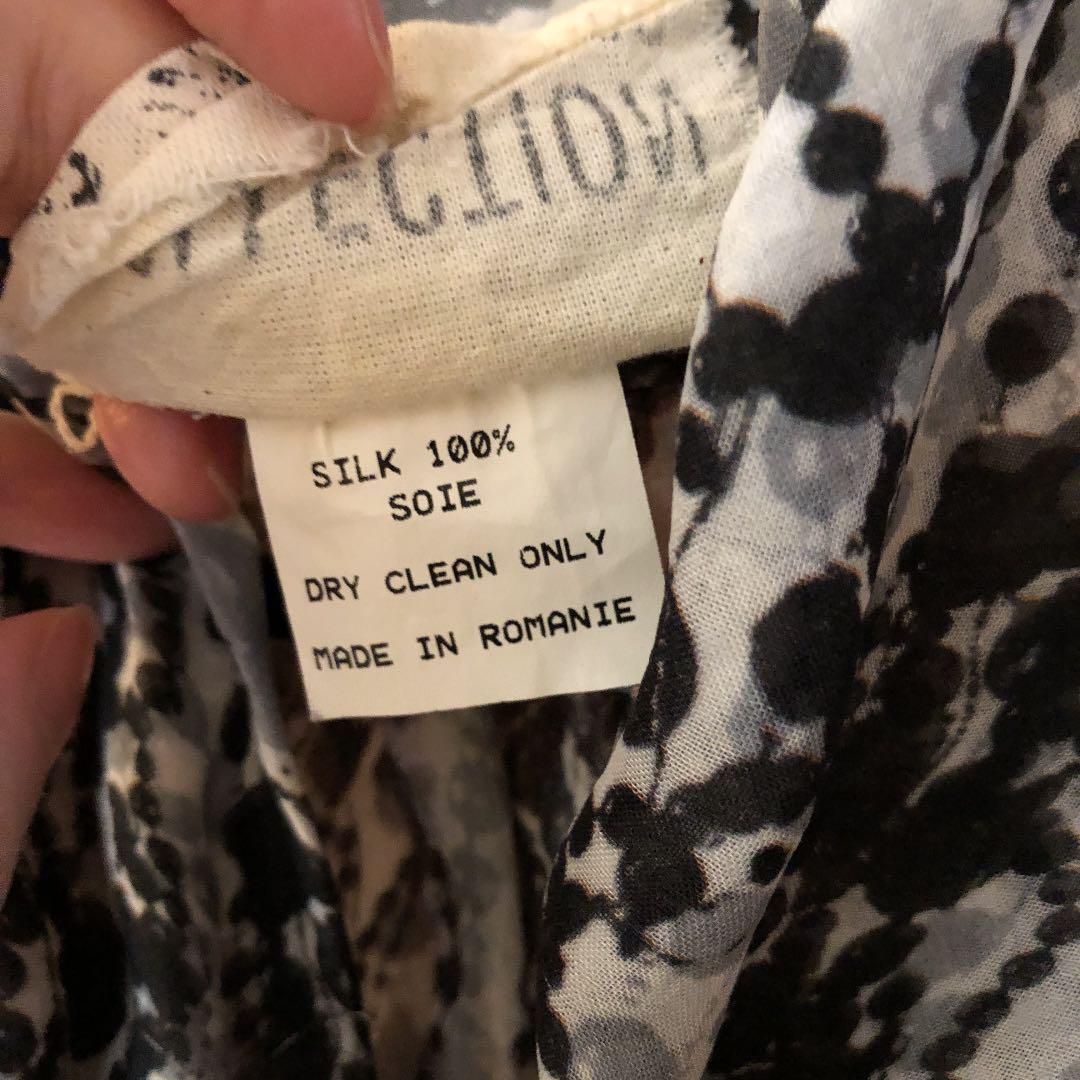 SILK 100%
SOIE
DRY CLEAN ONLY
MADE IN ROMANIE